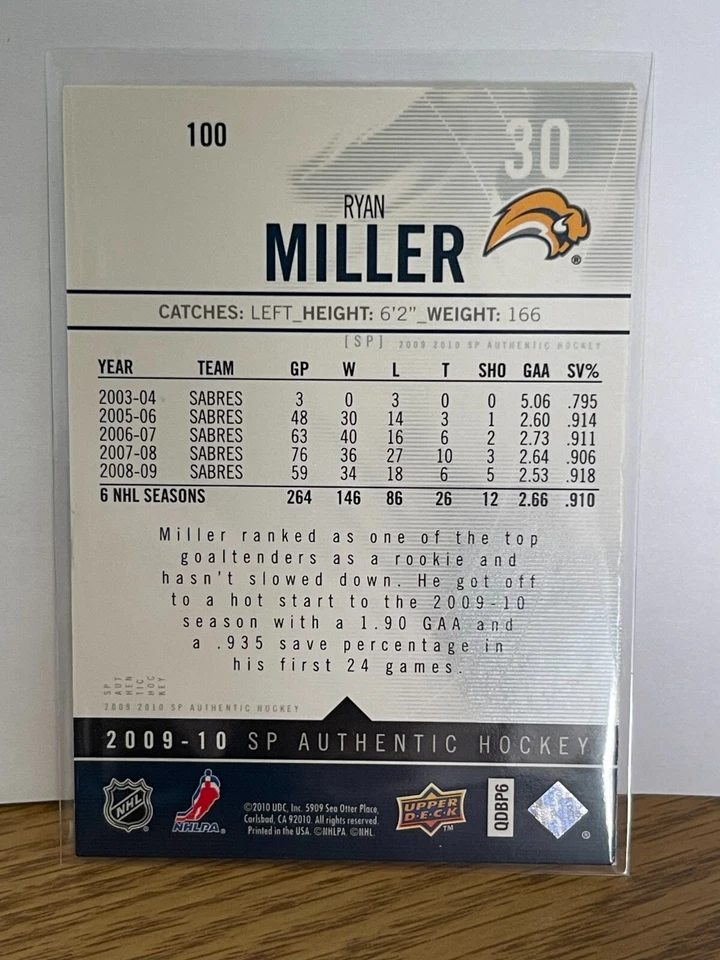 100
30
RYAN
MILLER
®
CATCHES: LEFT_HEIGHT: 6'2"_WEIGHT: 166
[SP] 2009 2010 SP AUTHENTIC HOCKEY
YEAR TEAM GP W L T SHO GAA SV%
2003-04 SABRES 3 0 3 0 0 5.06 .795
2005-06 SABRES 48 30 14 3 1 2.60 .914
2006-07 SABRES 63 40 16 6 2 2.73 .911
2007-08 SABRES 76 36 27 10 3 2.64 .906
2008-09 SABRES 59 34 18 6 5 2.53 .918
6 NHL SEASONS 264 146 86 26 12 2.66 .910
Miller ranked as one of the top
goaltenders as a rookie and
hasn't slowed down. He got off
to a hot start to the 2009-10
season with a 1.90 GAA and
a .935 save percentage in
his first 24 games.
SP
AUT
HEN
TIC
HOC
KEY
2009 2010 SP AUTHENTIC HOCKEY
2009-10 SP AUTHENTIC HOCKEY
NHL
NHLPA®
©2010 UDC, Inc. 5909 Sea Otter Place,
Carlsbad, CA 92010. All rights reserved.
Printed in the USA. ©NHLPA. ©NHL.
UPPER
D·E·C·K
TM
QDBP6
®